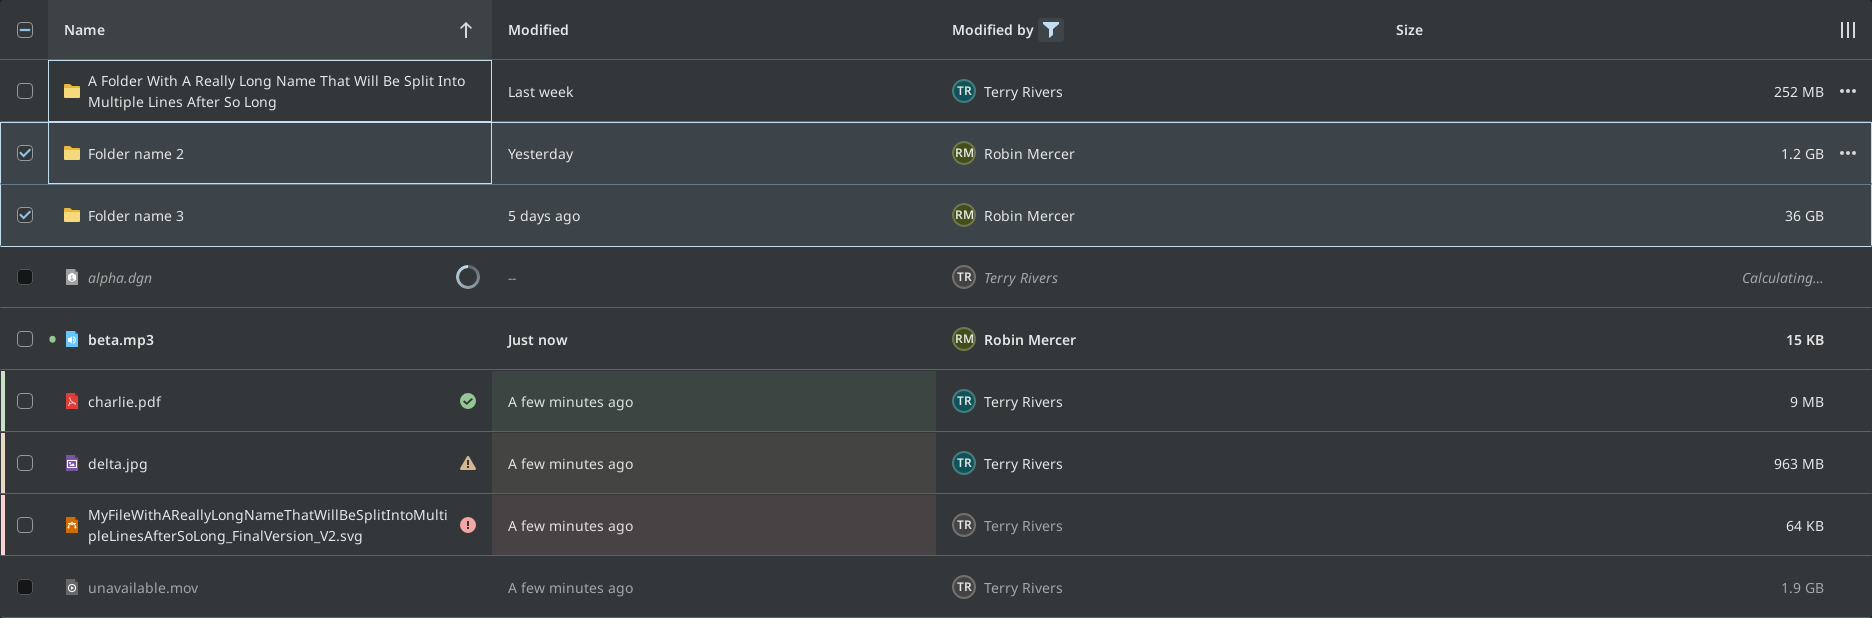 Name Modified Modified by Size
A Folder With A Really Long Name That Will Be Split Into
Multiple Lines After So Long
Last week TR Terry Rivers 252 MB
Folder name 2 Yesterday RM Robin Mercer 1.2 GB
Folder name 3 5 days ago RM Robin Mercer 36 GB
alpha.dgn -- TR Terry Rivers Calculating...
beta.mp3 Just now RM Robin Mercer 15 KB
charlie.pdf A few minutes ago TR Terry Rivers 9 MB
delta.jpg A few minutes ago TR Terry Rivers 963 MB
MyFileWithAReallyLongNameThatWillBeSplitIntoMulti
pleLinesAfterSoLong_FinalVersion_V2.svg
A few minutes ago TR Terry Rivers 64 KB
unavailable.mov A few minutes ago TR Terry Rivers 1.9 GB